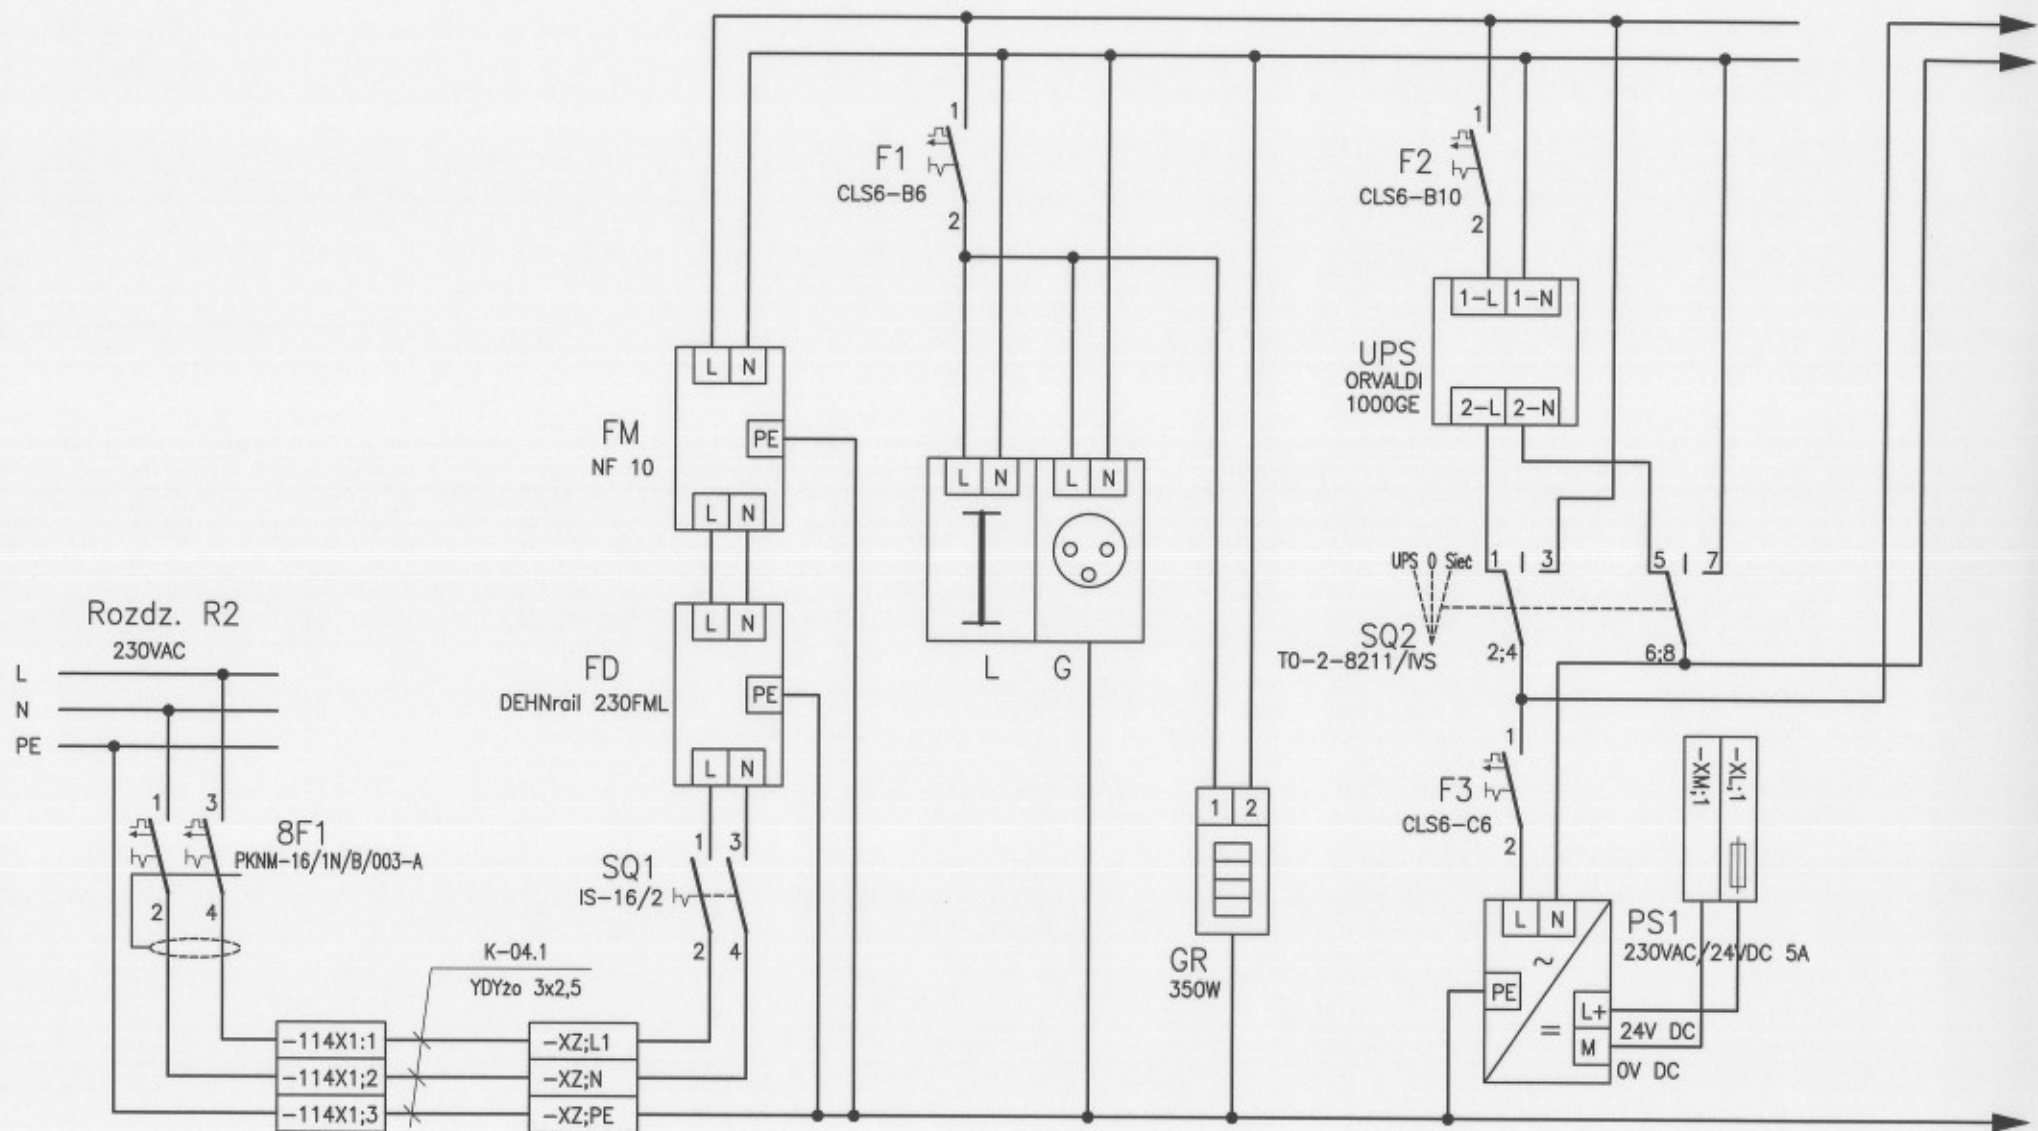 Rozdz. R2
230VAC
L
N
PE
1
3
8F1
PKNM-16/1N/B/003-A
2
4
K-04.1
YDYżo 3x2,5
-114X1:1
-114X1;2
-114X1;3
-XZ;L1
-XZ;N
-XZ;PE
SQ1
IS-16/2
1
3
2
4
FD
DEHNrail 230FML
L N
PE
L N
FM
NF 10
L N
PE
L N
F1
CLS6-B6
1
2
L N
L N
L
G
1 2
GR
350W
F2
CLS6-B10
1
2
1-L 1-N
UPS
ORVALDI
1000GE
2-L 2-N
UPS 0 Sieć
1 3
5 7
SQ2
TO-2-8211/IVS
2;4
6;8
F3
CLS6-C6
1
2
-XM;1
-XL;1
L N
PS1
230VAC/24VDC 5A
~
PE
=
L+
M
24V DC
0V DC